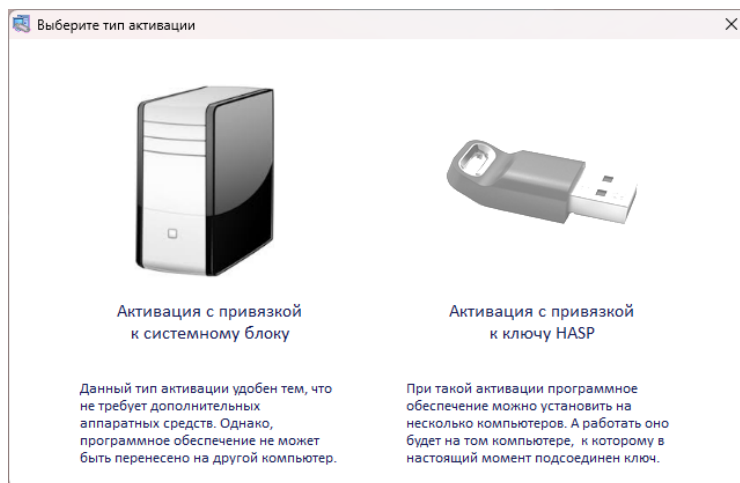 Выберите тип активации
Активация с привязкой
к системному блоку
Данный тип активации удобен тем, что
не требует дополнительных
аппаратных средств. Однако,
программное обеспечение не может
быть перенесено на другой компьютер.
Активация с привязкой
к ключу HASP
При такой активации программное
обеспечение можно установить на
несколько компьютеров. А работать оно
будет на том компьютере, к которому в
настоящий момент подсоединен ключ.